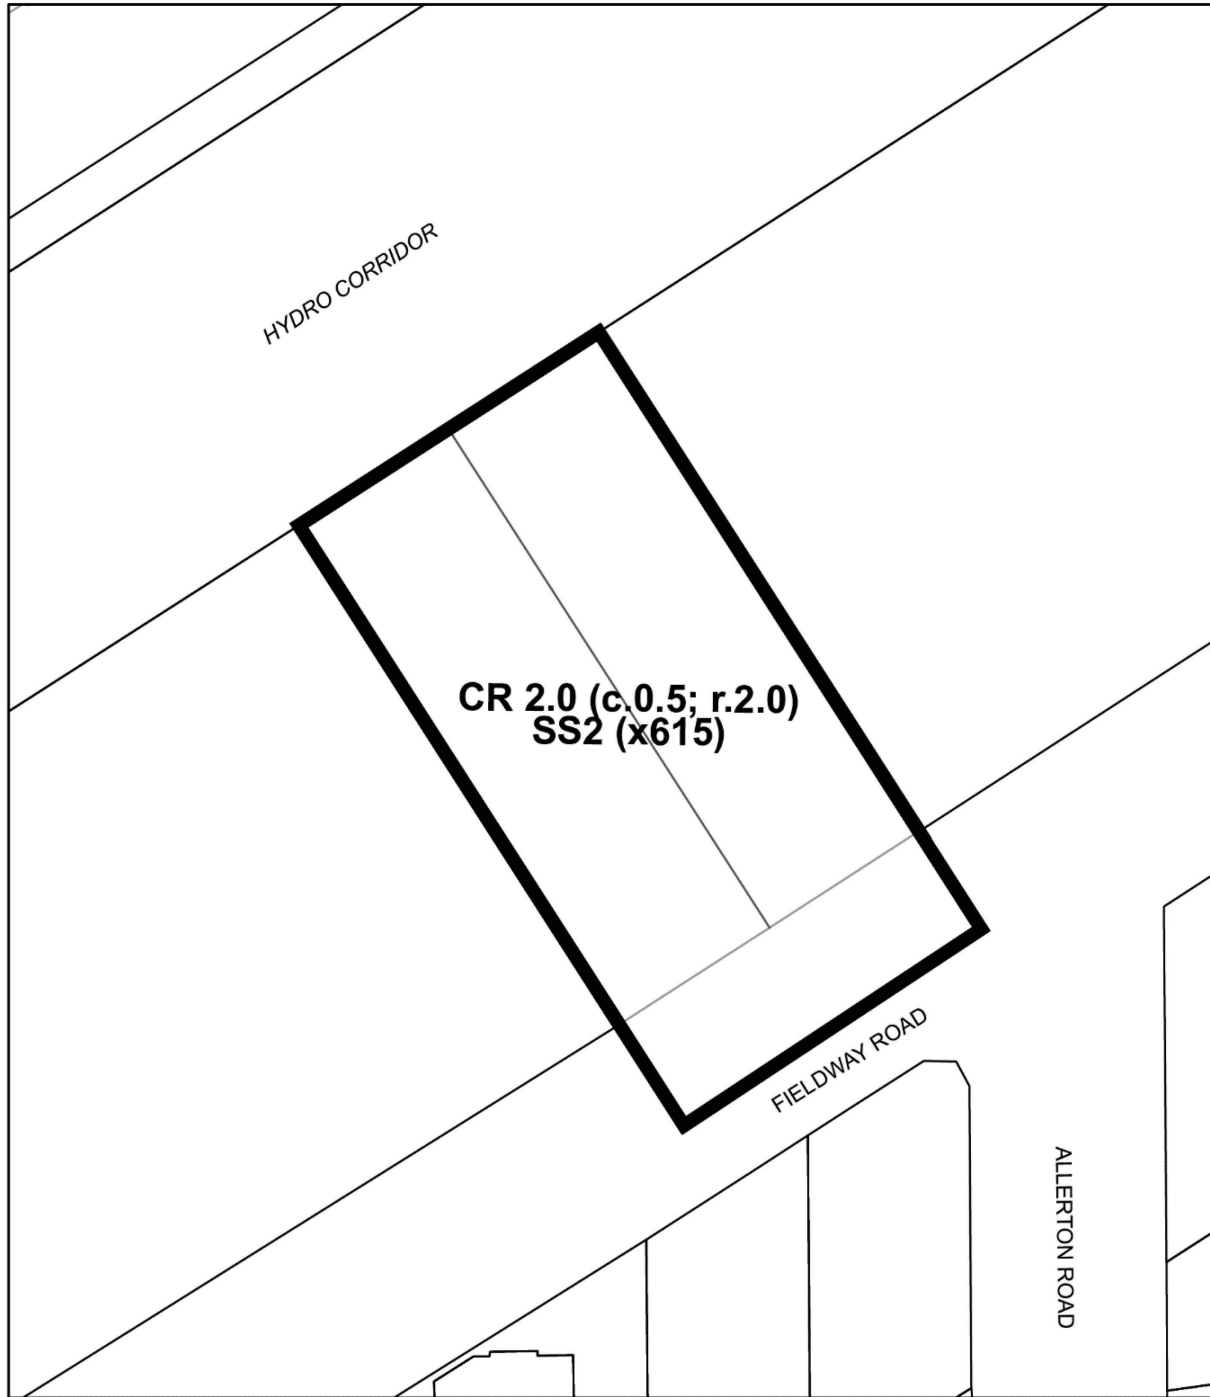 HYDRO CORRIDOR
CR 2.0 (c.0.5; r.2.0)
SS2 (x615)
FIELDWAY ROAD
ALLERTON ROAD